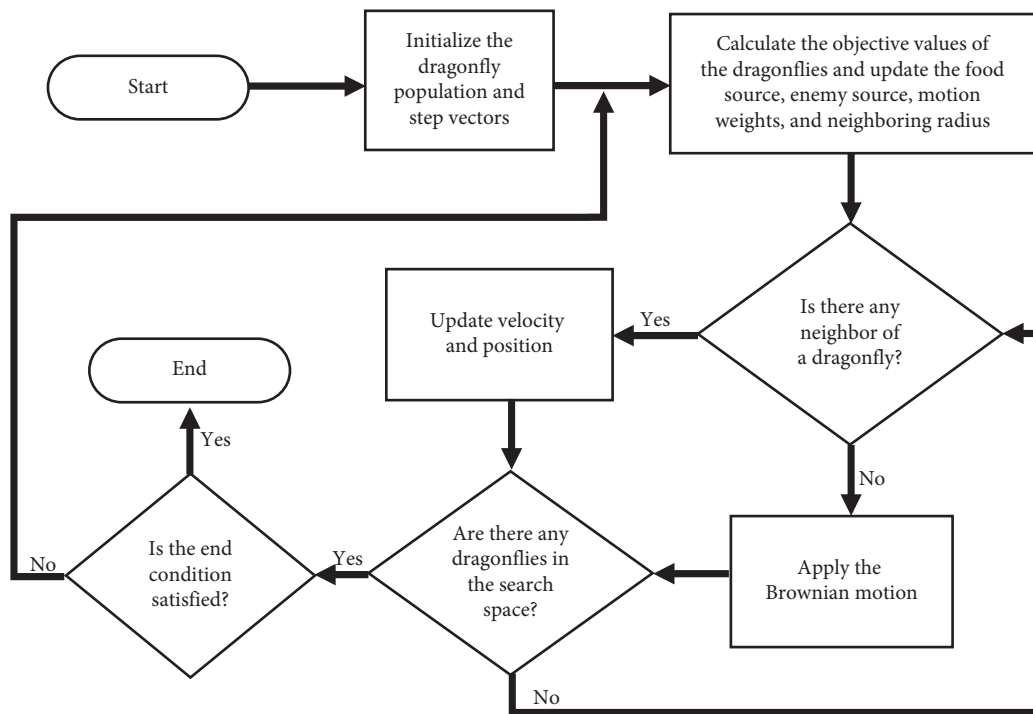 Start
Initialize the
dragonfly
population and
step vectors
Calculate the objective values of
the dragonflies and update the food
source, enemy source, motion
weights, and neighboring radius
Is there any
neighbor of
a dragonfly?
Yes
Update velocity
and position
No
Apply the
Brownian motion
Are there any
dragonflies in
the search
space?
No
Yes
Is the end
condition
satisfied?
No
Yes
End